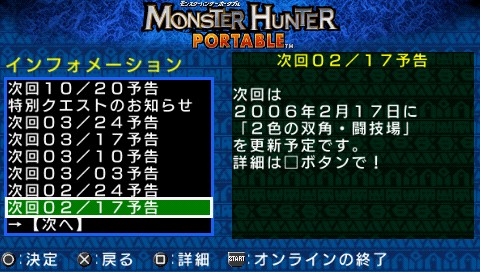 モンスターハンターポータブル
MONSTER HUNTER
PORTABLE™
インフォメーション
次回10/20予告
特別クエストのお知らせ
次回03/24予告
次回03/17予告
次回03/10予告
次回03/03予告
次回02/24予告
次回02/17予告
→【次へ】
次回02/17予告
次回は
2006年2月17日に
「2色の双角・闘技場」
を更新予定です。
詳細は□ボタンで!
○:決定 ×:戻る □:詳細 START:オンラインの終了